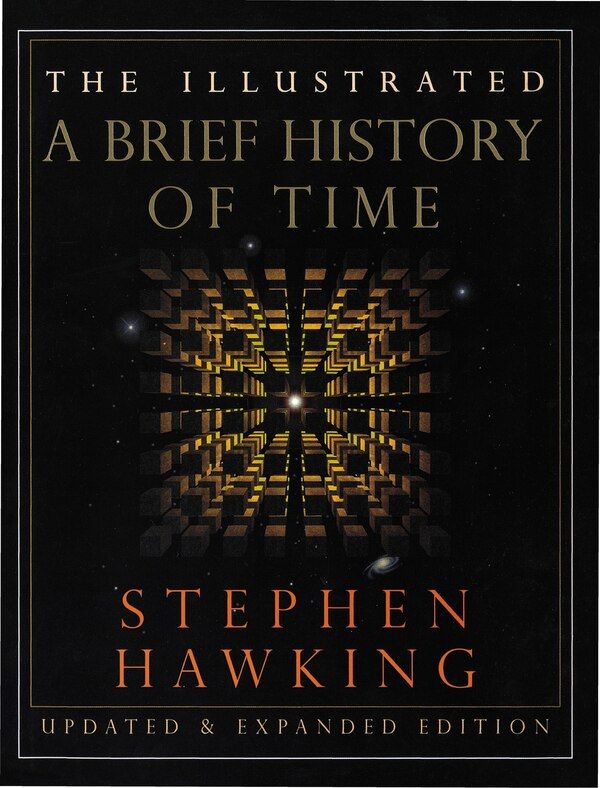 THE ILLUSTRATED
A BRIEF HISTORY
OF TIME
STEPHEN
HAWKING
UPDATED & EXPANDED EDITION